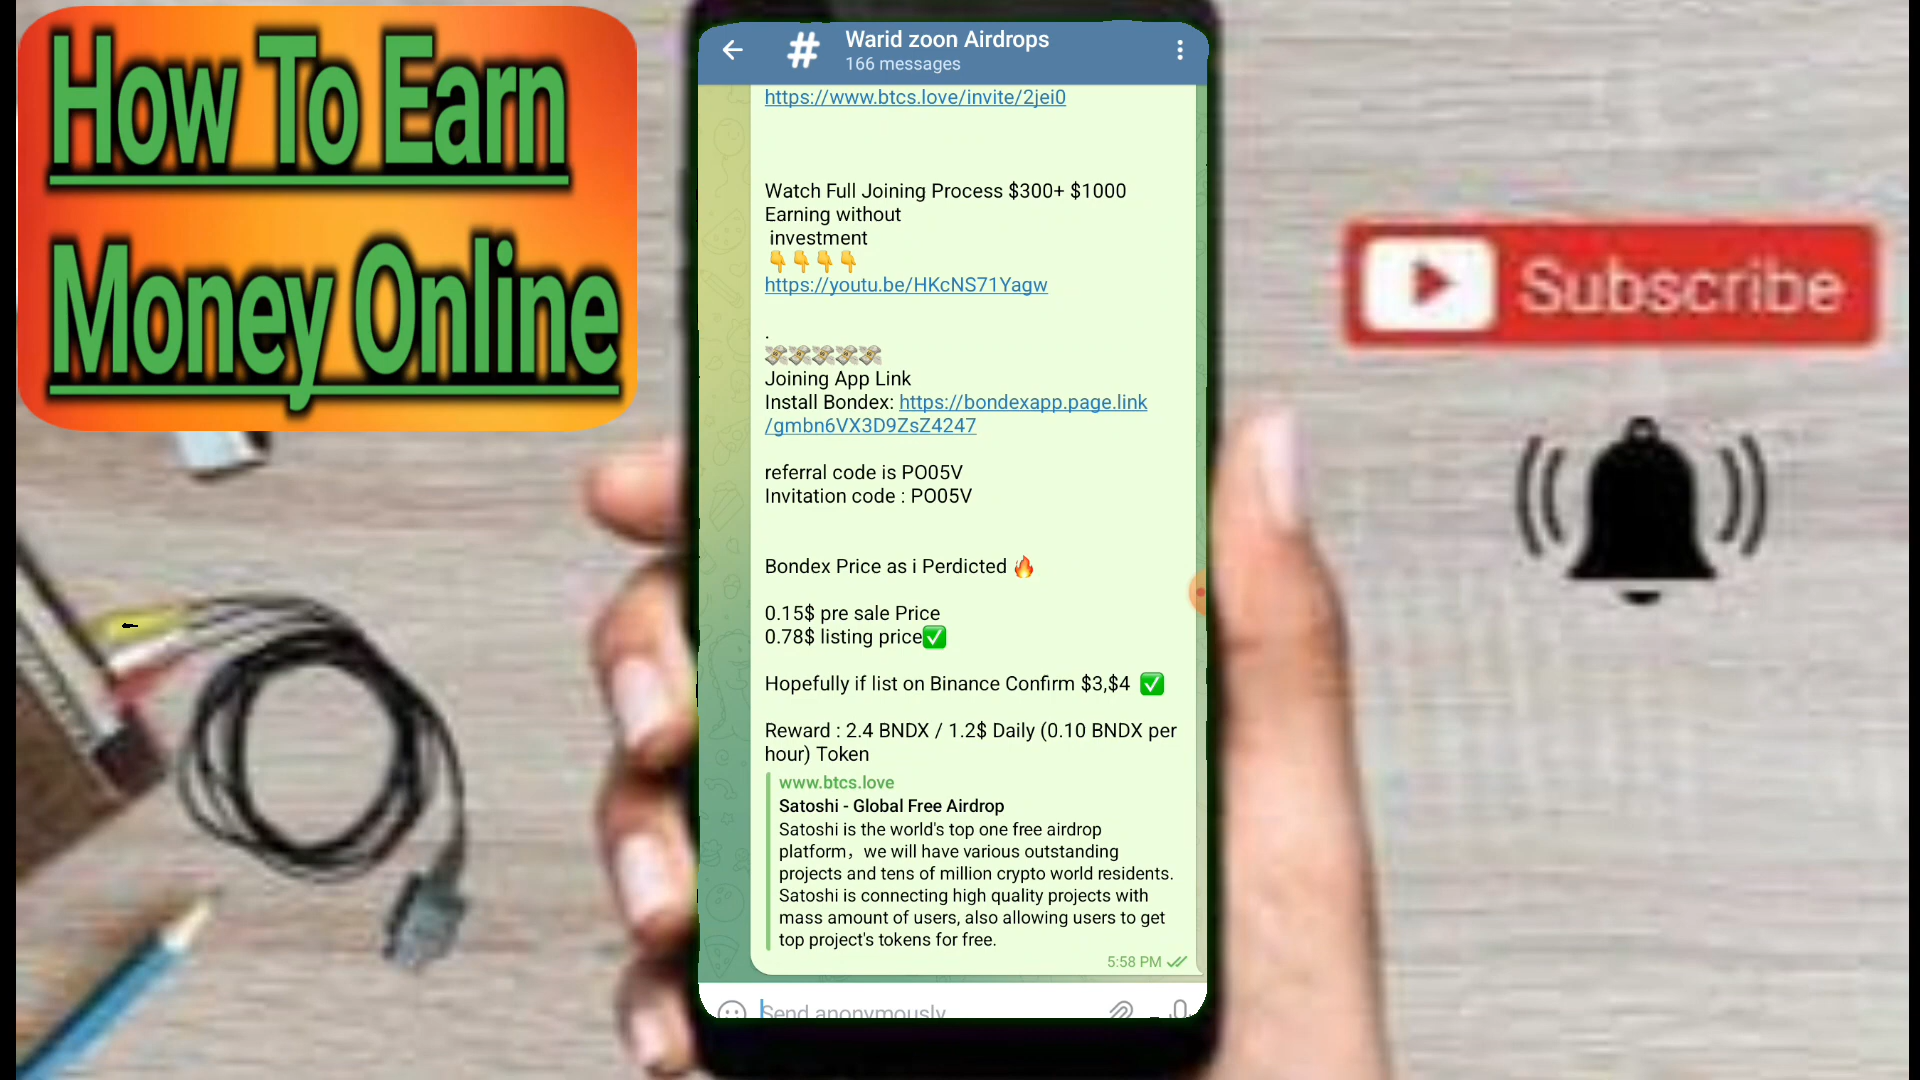 How To Earn
Money Online
Warid zoon Airdrops
166 messages
https://www.btcs.love/invite/2jei0
Watch Full Joining Process $300+ $1000
Earning without
investment
👇👇👇👇
https://youtu.be/HKcNS71Yagw
.
💸💸💸💸💸
Joining App Link
Install Bondex: https://bondexapp.page.link
/gmbn6VX3D9ZsZ4247
referral code is PO05V
Invitation code : PO05V
Bondex Price as i Perdicted 🔥
0.15$ pre sale Price
0.78$ listing price✅
Hopefully if list on Binance Confirm $3,$4 ✅
Reward : 2.4 BNDX / 1.2$ Daily (0.10 BNDX per
hour) Token
www.btcs.love
Satoshi - Global Free Airdrop
Satoshi is the world's top one free airdrop
platform，we will have various outstanding
projects and tens of million crypto world residents.
Satoshi is connecting high quality projects with
mass amount of users, also allowing users to get
top project's tokens for free.
5:58 PM
Send anonymously
Subscribe